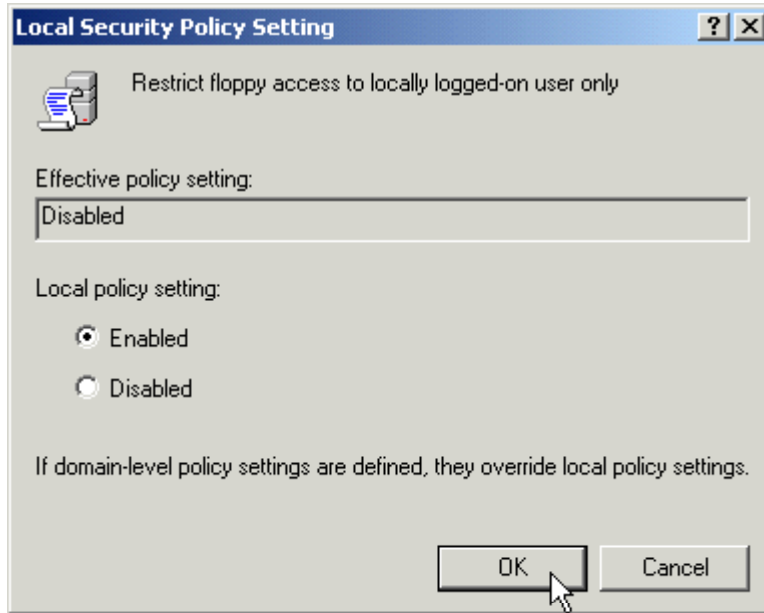 Local Security Policy Setting
Restrict floppy access to locally logged-on user only
Effective policy setting:
Disabled
Local policy setting:
Enabled
Disabled
If domain-level policy settings are defined, they override local policy settings.
OK Cancel